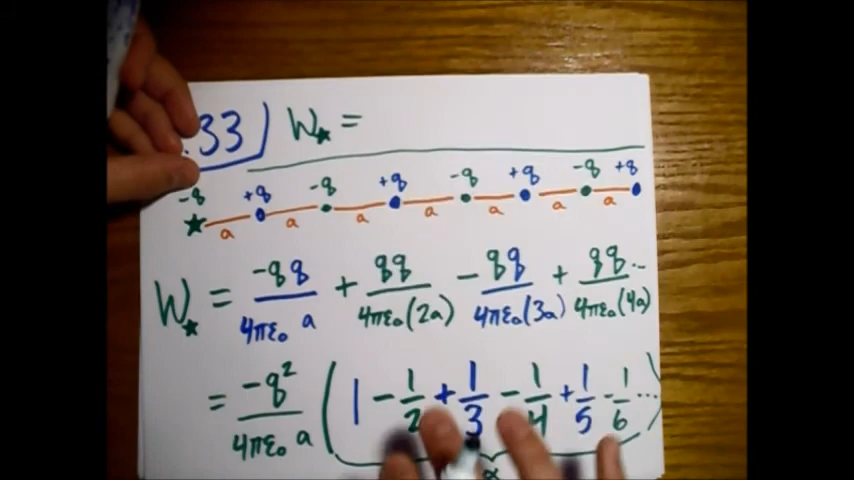 .33) W★ =
-q +q -q +q -q +q -q +q
a a a a a a a
W★ = -qq/4πε₀ a + qq/4πε₀(2a) - qq/4πε₀(3a) + qq/4πε₀(4a) ...
= -q²/4πε₀ a (1 - 1/2 + 1/3 - 1/4 + 1/5 - 1/6 ...)